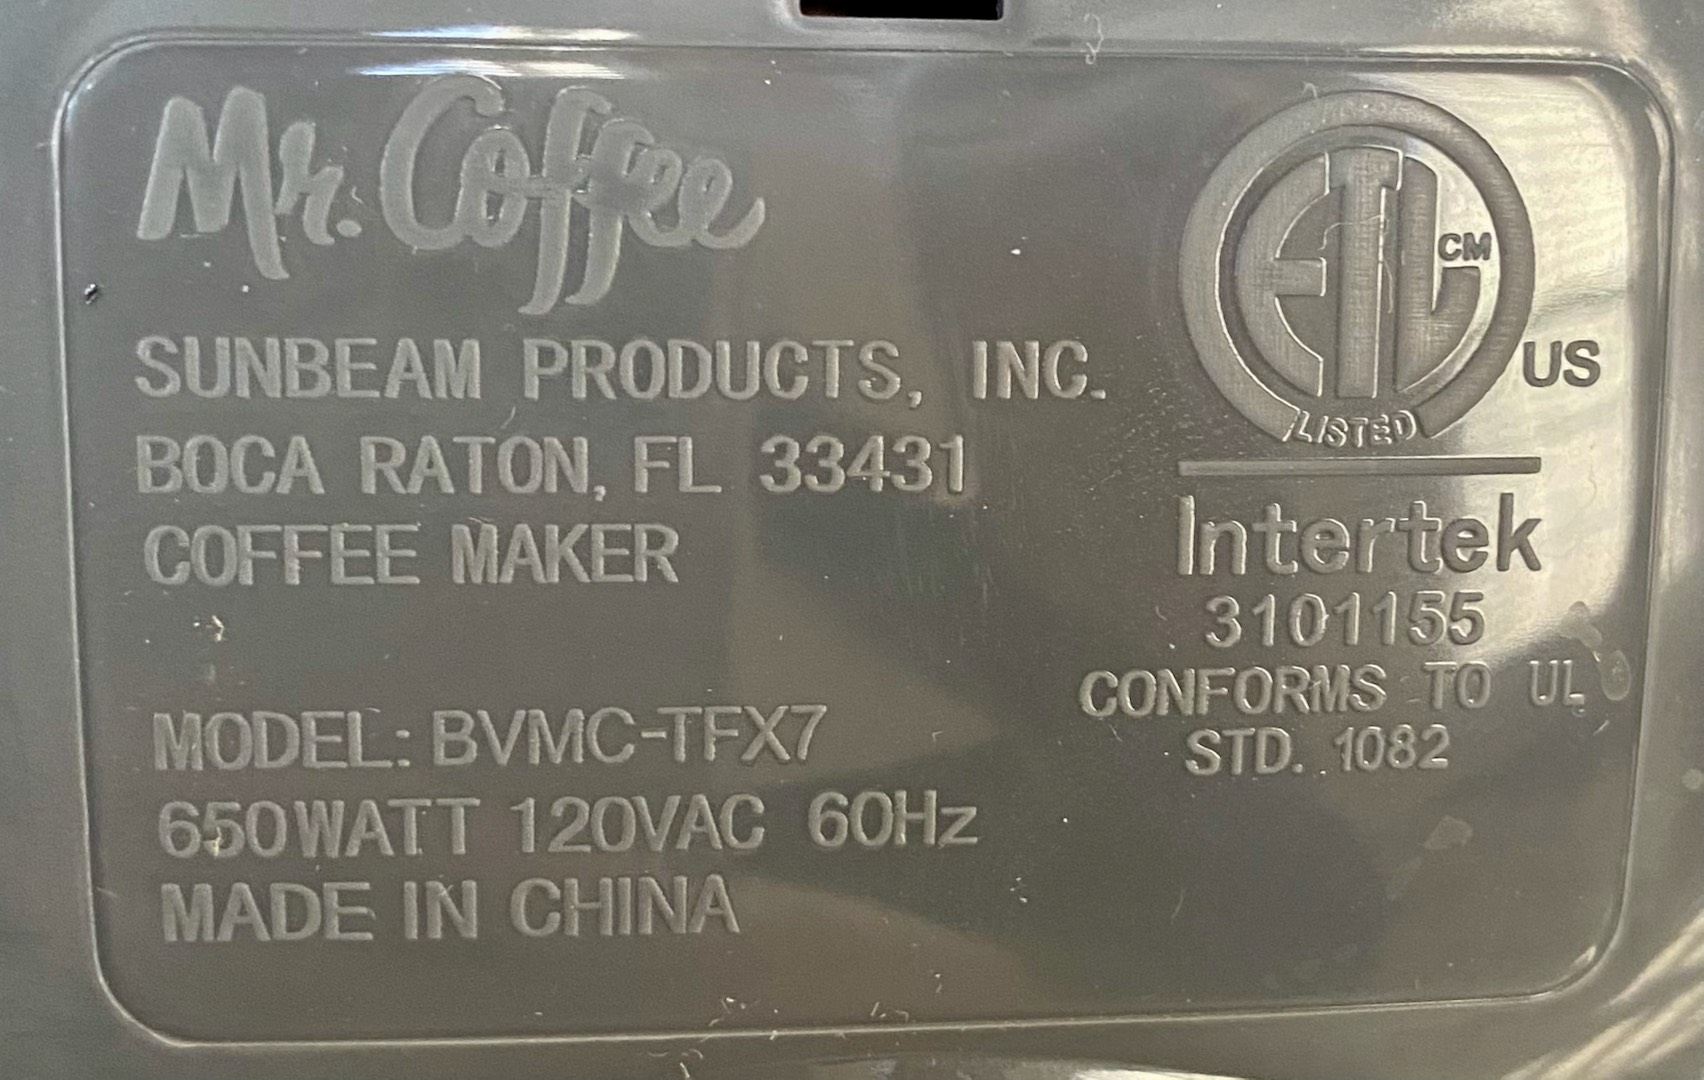 Mr. Coffee
SUNBEAM PRODUCTS, INC.
BOCA RATON, FL 33431
COFFEE MAKER
MODEL: BVMC-TFX7
650WATT 120VAC 60Hz
MADE IN CHINA
ETL CM
US
LISTED
Intertek
3101155
CONFORMS TO UL
STD. 1082